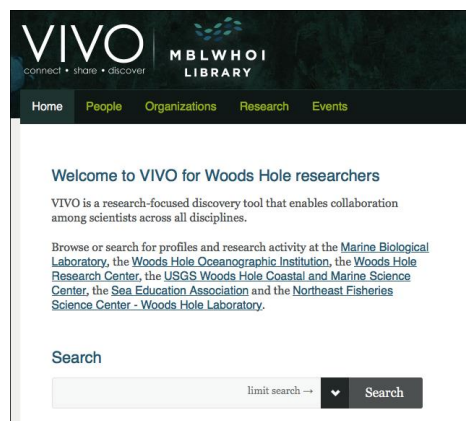 VIVO
connect • share • discover
MBLWHOI
LIBRARY
Home People Organizations Research Events
Welcome to VIVO for Woods Hole researchers
VIVO is a research-focused discovery tool that enables collaboration
among scientists across all disciplines.
Browse or search for profiles and research activity at the Marine Biological
Laboratory, the Woods Hole Oceanographic Institution, the Woods Hole
Research Center, the USGS Woods Hole Coastal and Marine Science
Center, the Sea Education Association and the Northeast Fisheries
Science Center - Woods Hole Laboratory.
Search
limit search → Search